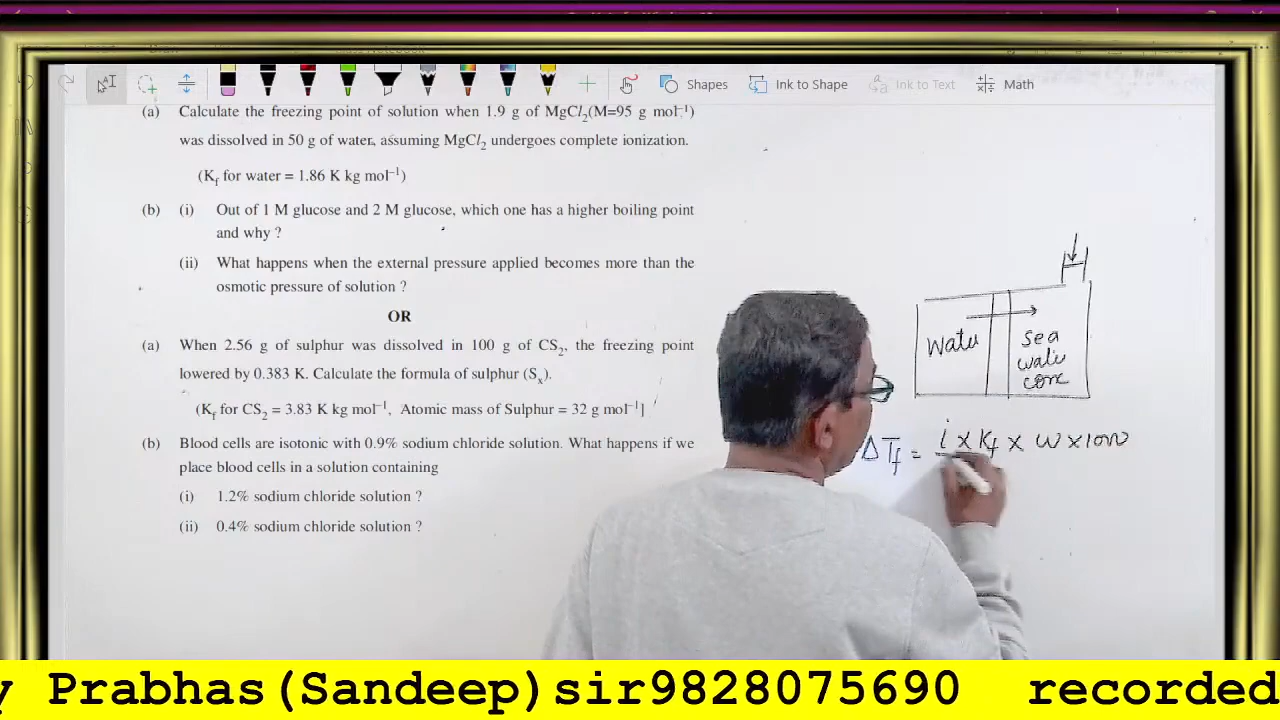 Shapes
Ink to Shape
Ink to Text
Math
(a) Calculate the freezing point of solution when 1.9 g of MgCl₂(M=95 g mol⁻¹)
was dissolved in 50 g of water, assuming MgCl₂ undergoes complete ionization.
(Kf for water = 1.86 K kg mol⁻¹)
(b) (i) Out of 1 M glucose and 2 M glucose, which one has a higher boiling point
and why ?
(ii) What happens when the external pressure applied becomes more than the
osmotic pressure of solution ?
OR
(a) When 2.56 g of sulphur was dissolved in 100 g of CS₂, the freezing point
lowered by 0.383 K. Calculate the formula of sulphur (Sₓ).
(Kf for CS₂ = 3.83 K kg mol⁻¹, Atomic mass of Sulphur = 32 g mol⁻¹]
(b) Blood cells are isotonic with 0.9% sodium chloride solution. What happens if we
place blood cells in a solution containing
(i) 1.2% sodium chloride solution ?
(ii) 0.4% sodium chloride solution ?
Water
sea
water
conc
ΔTf = i × Kf × w × 1000
y Prabhas(Sandeep)sir9828075690 recorded